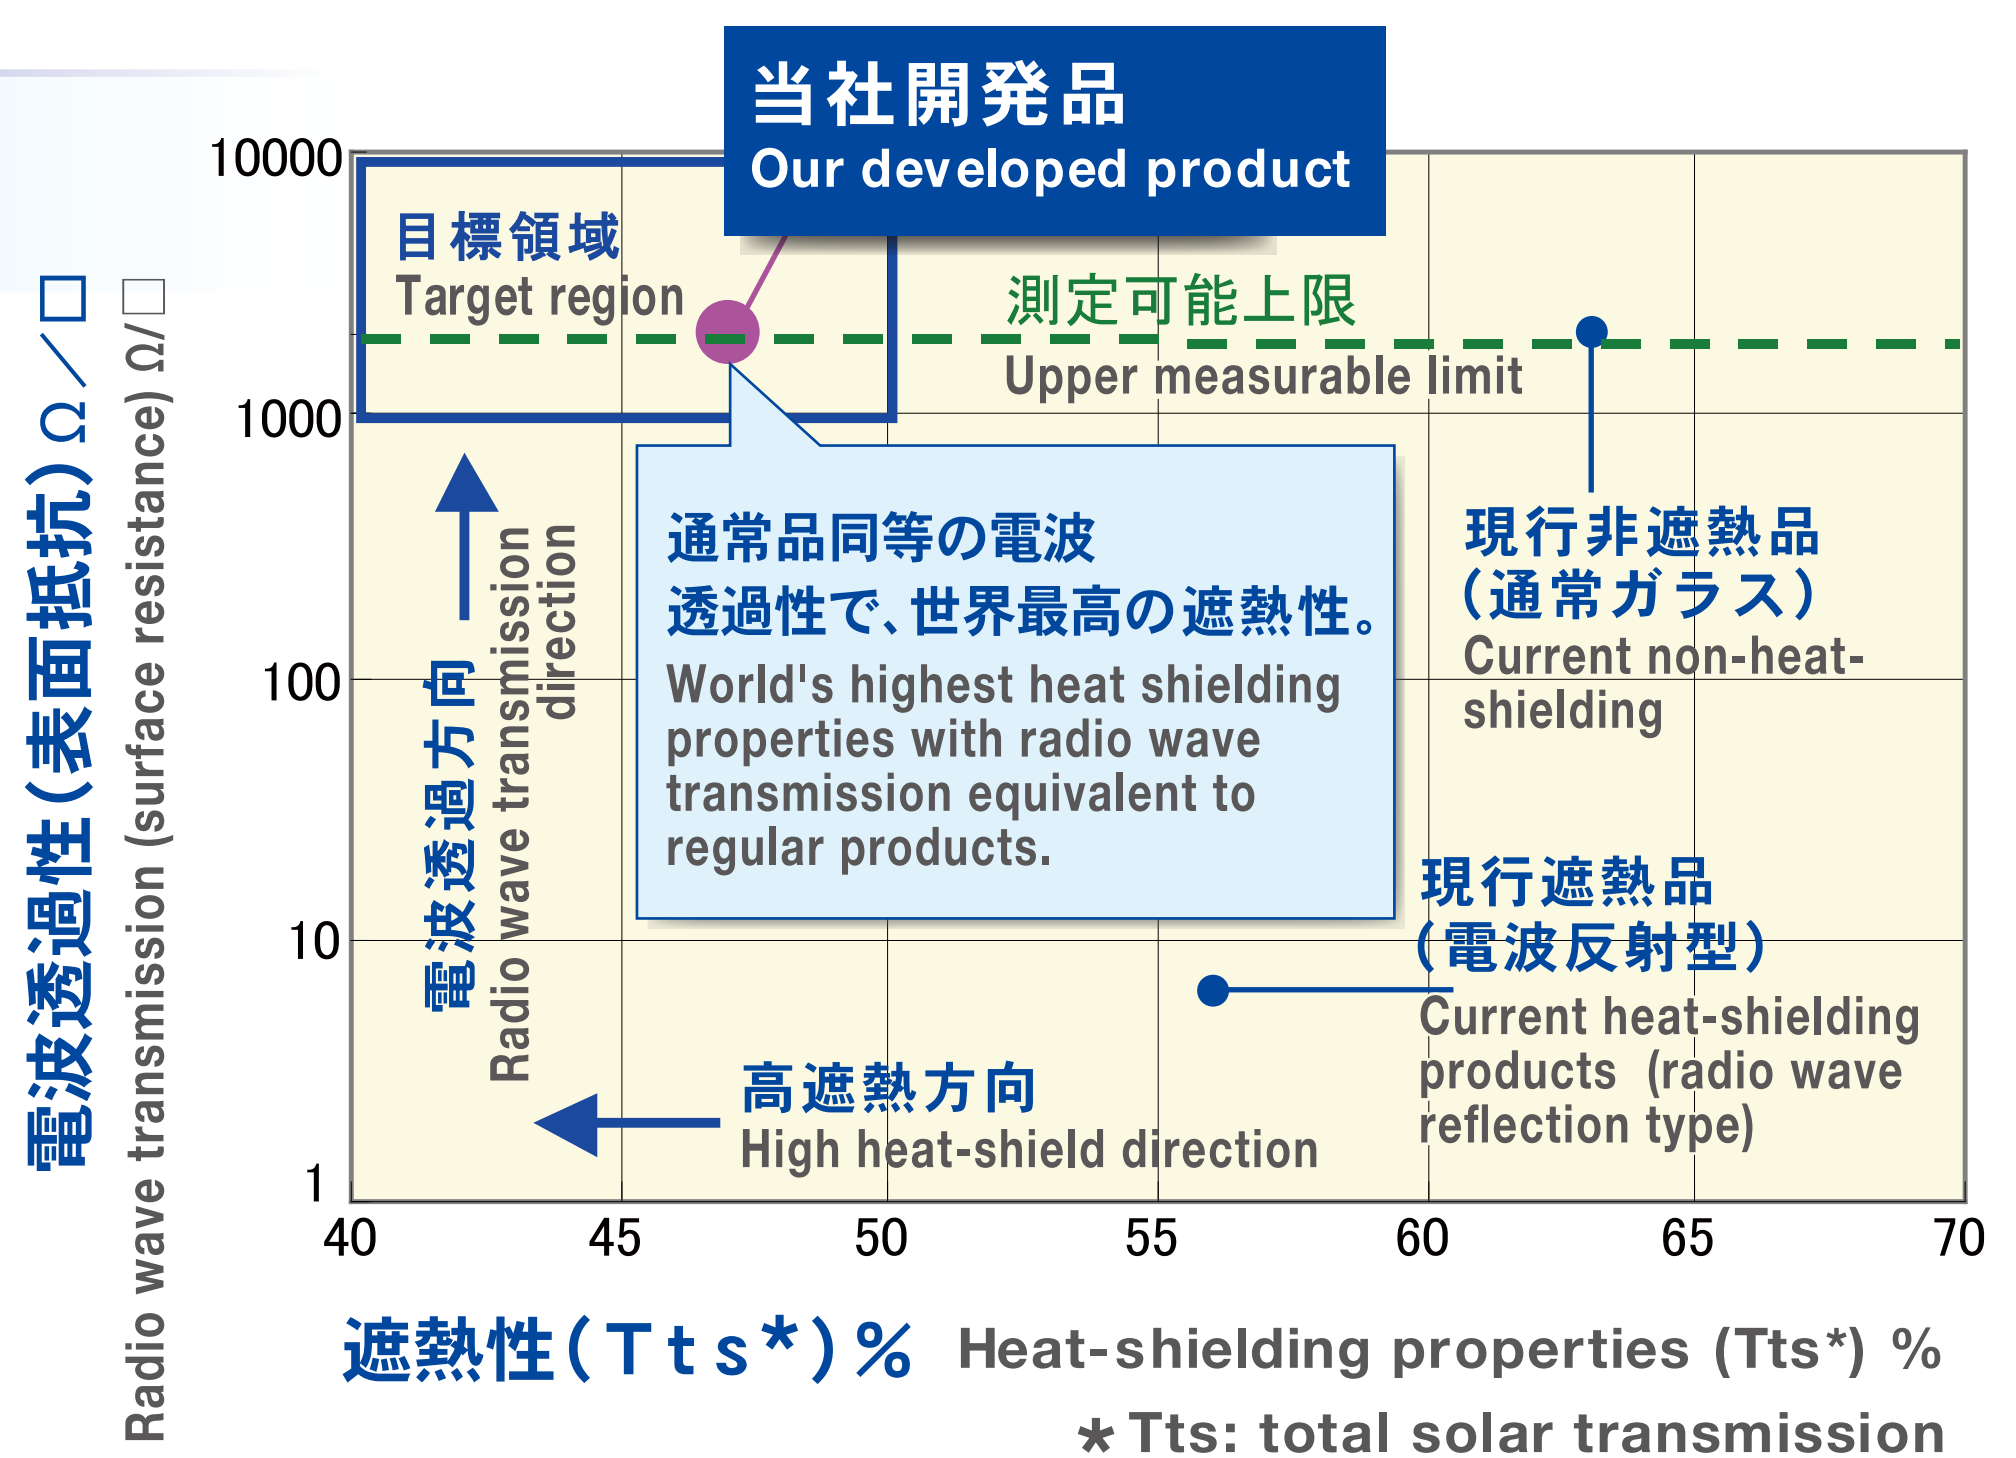 当社開発品
Our developed product
10000
1000
100
10
1
目標領域
Target region
測定可能上限
Upper measurable limit
通常品同等の電波
透過性で、世界最高の遮熱性。
World's highest heat shielding
properties with radio wave
transmission equivalent to
regular products.
現行非遮熱品
（通常ガラス）
Current non-heat-
shielding
現行遮熱品
（電波反射型）
Current heat-shielding
products (radio wave
reflection type)
電波透過方向
Radio wave transmission
direction
高遮熱方向
High heat-shield direction
電波透過性（表面抵抗）Ω／□
Radio wave transmission (surface resistance) Ω/□
40
45
50
55
60
65
70
遮熱性（Tts*）%
Heat-shielding properties (Tts*) %
*Tts: total solar transmission